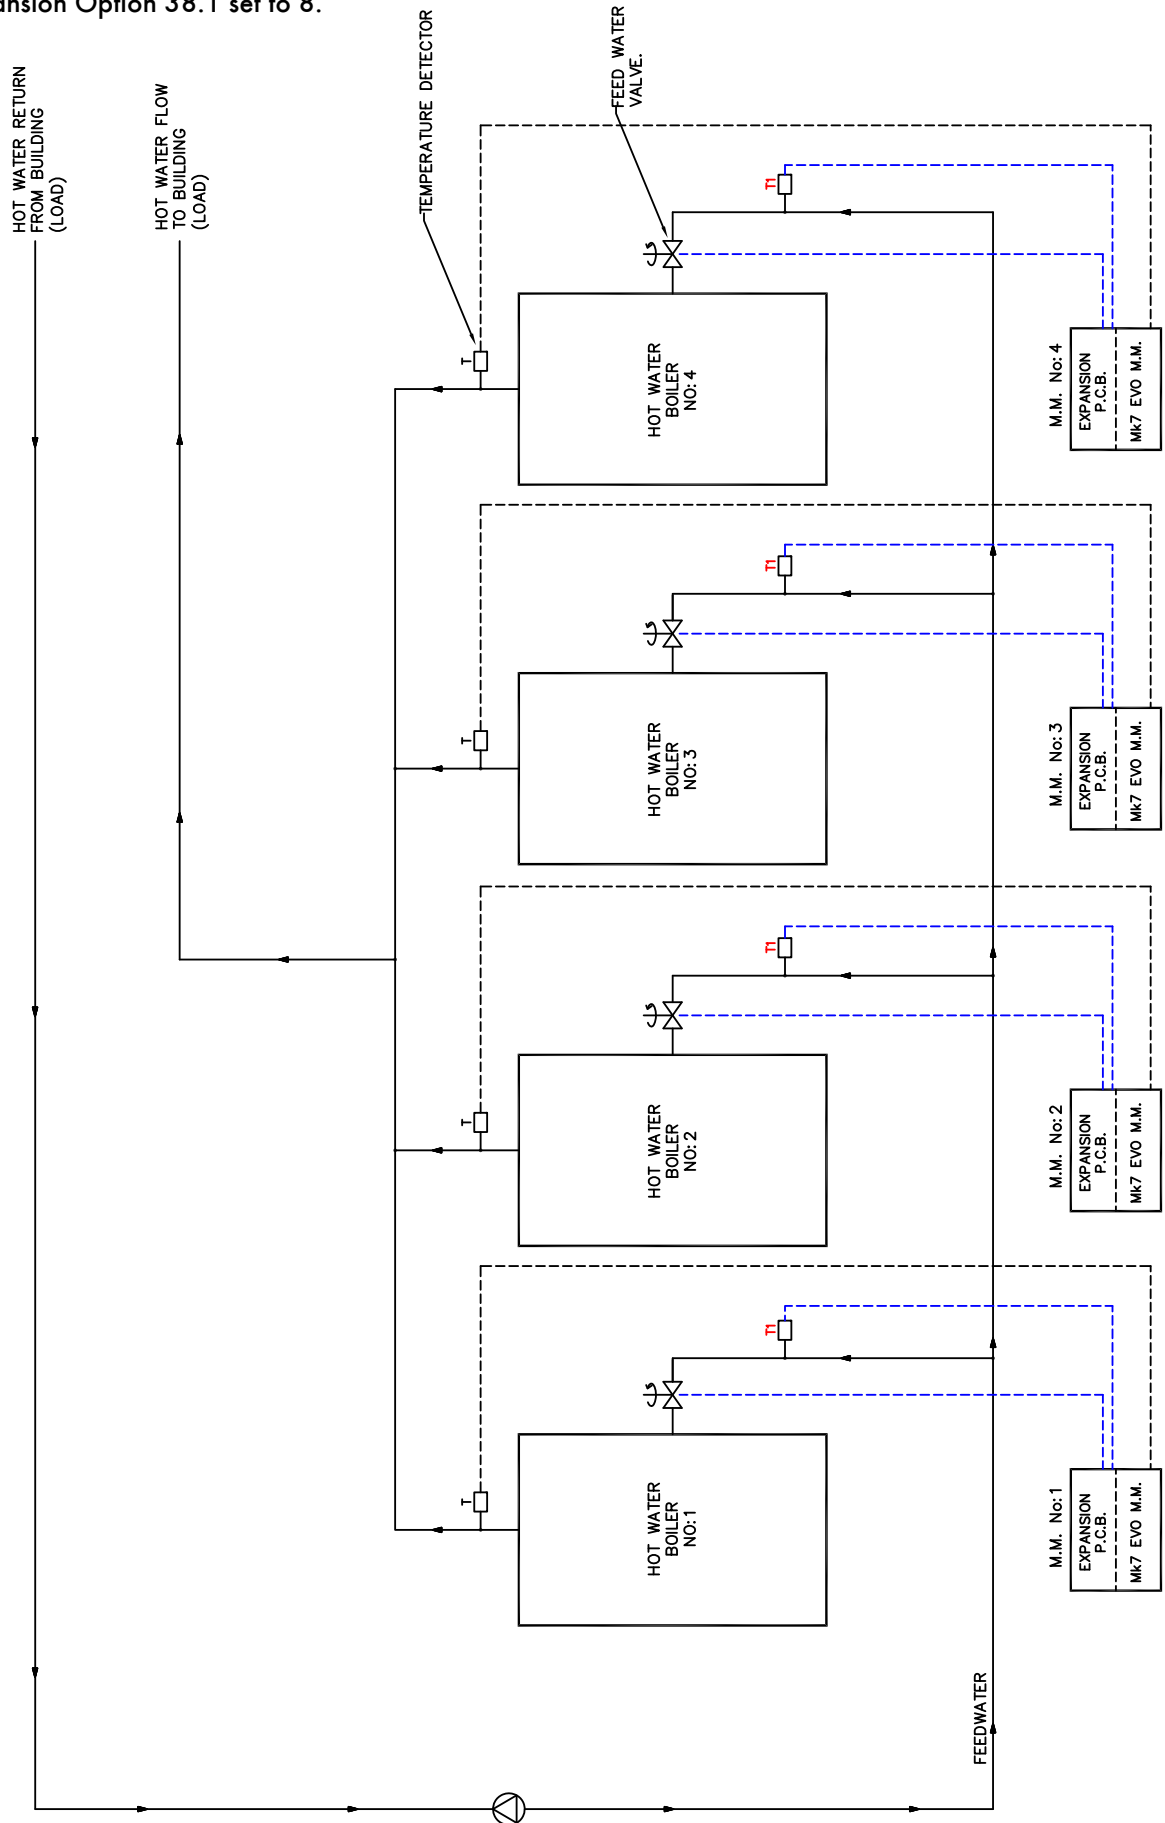 ansion Option 38.1 set to 8.
HOT WATER RETURN
FROM BUILDING
(LOAD)
HOT WATER FLOW
TO BUILDING
(LOAD)
TEMPERATURE DETECTOR
FEED WATER
VALVE.
T
T1
HOT WATER
BOILER
NO: 4
M.M. No: 4
EXPANSION
P.C.B.
Mk7 EVO M.M.
T
T1
HOT WATER
BOILER
NO: 3
M.M. No: 3
EXPANSION
P.C.B.
Mk7 EVO M.M.
T
T1
HOT WATER
BOILER
NO: 2
M.M. No: 2
EXPANSION
P.C.B.
Mk7 EVO M.M.
T
T1
HOT WATER
BOILER
NO: 1
M.M. No: 1
EXPANSION
P.C.B.
Mk7 EVO M.M.
FEEDWATER